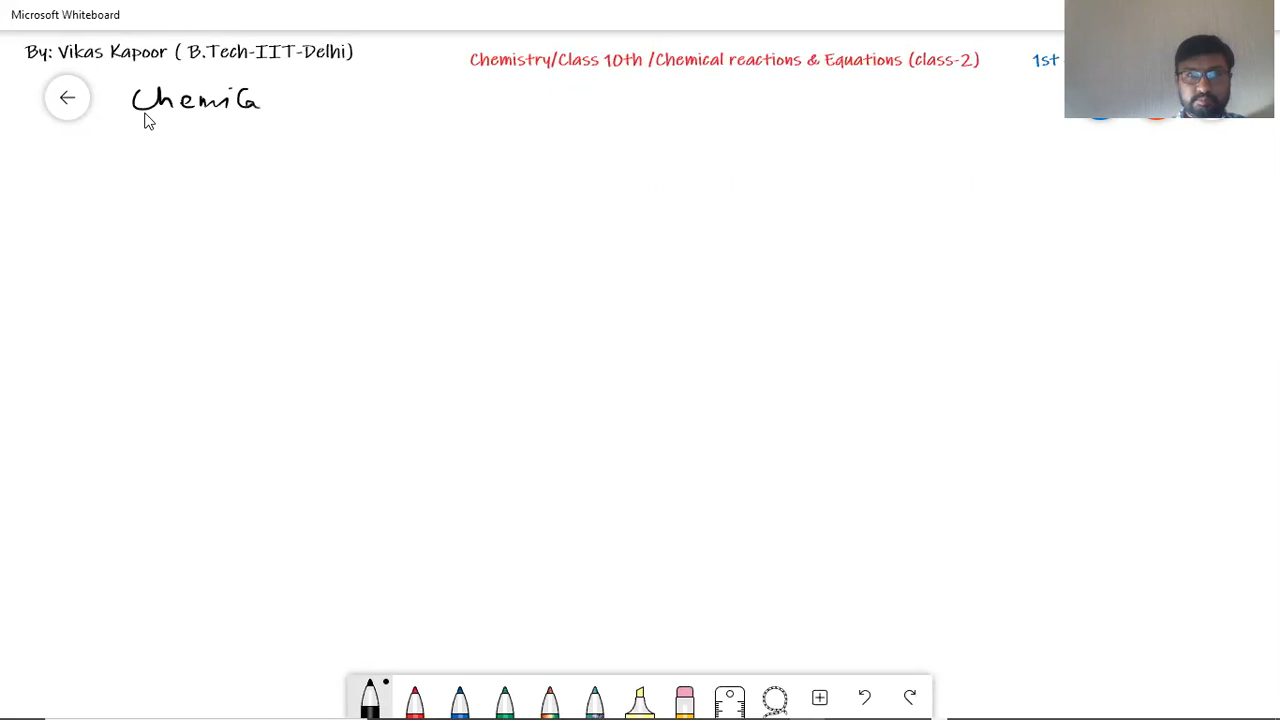 Microsoft Whiteboard
By: Vikas Kapoor ( B.Tech-IIT-Delhi)
Chemistry/Class 10th /Chemical reactions & Equations (class-2)
1st
Chemica